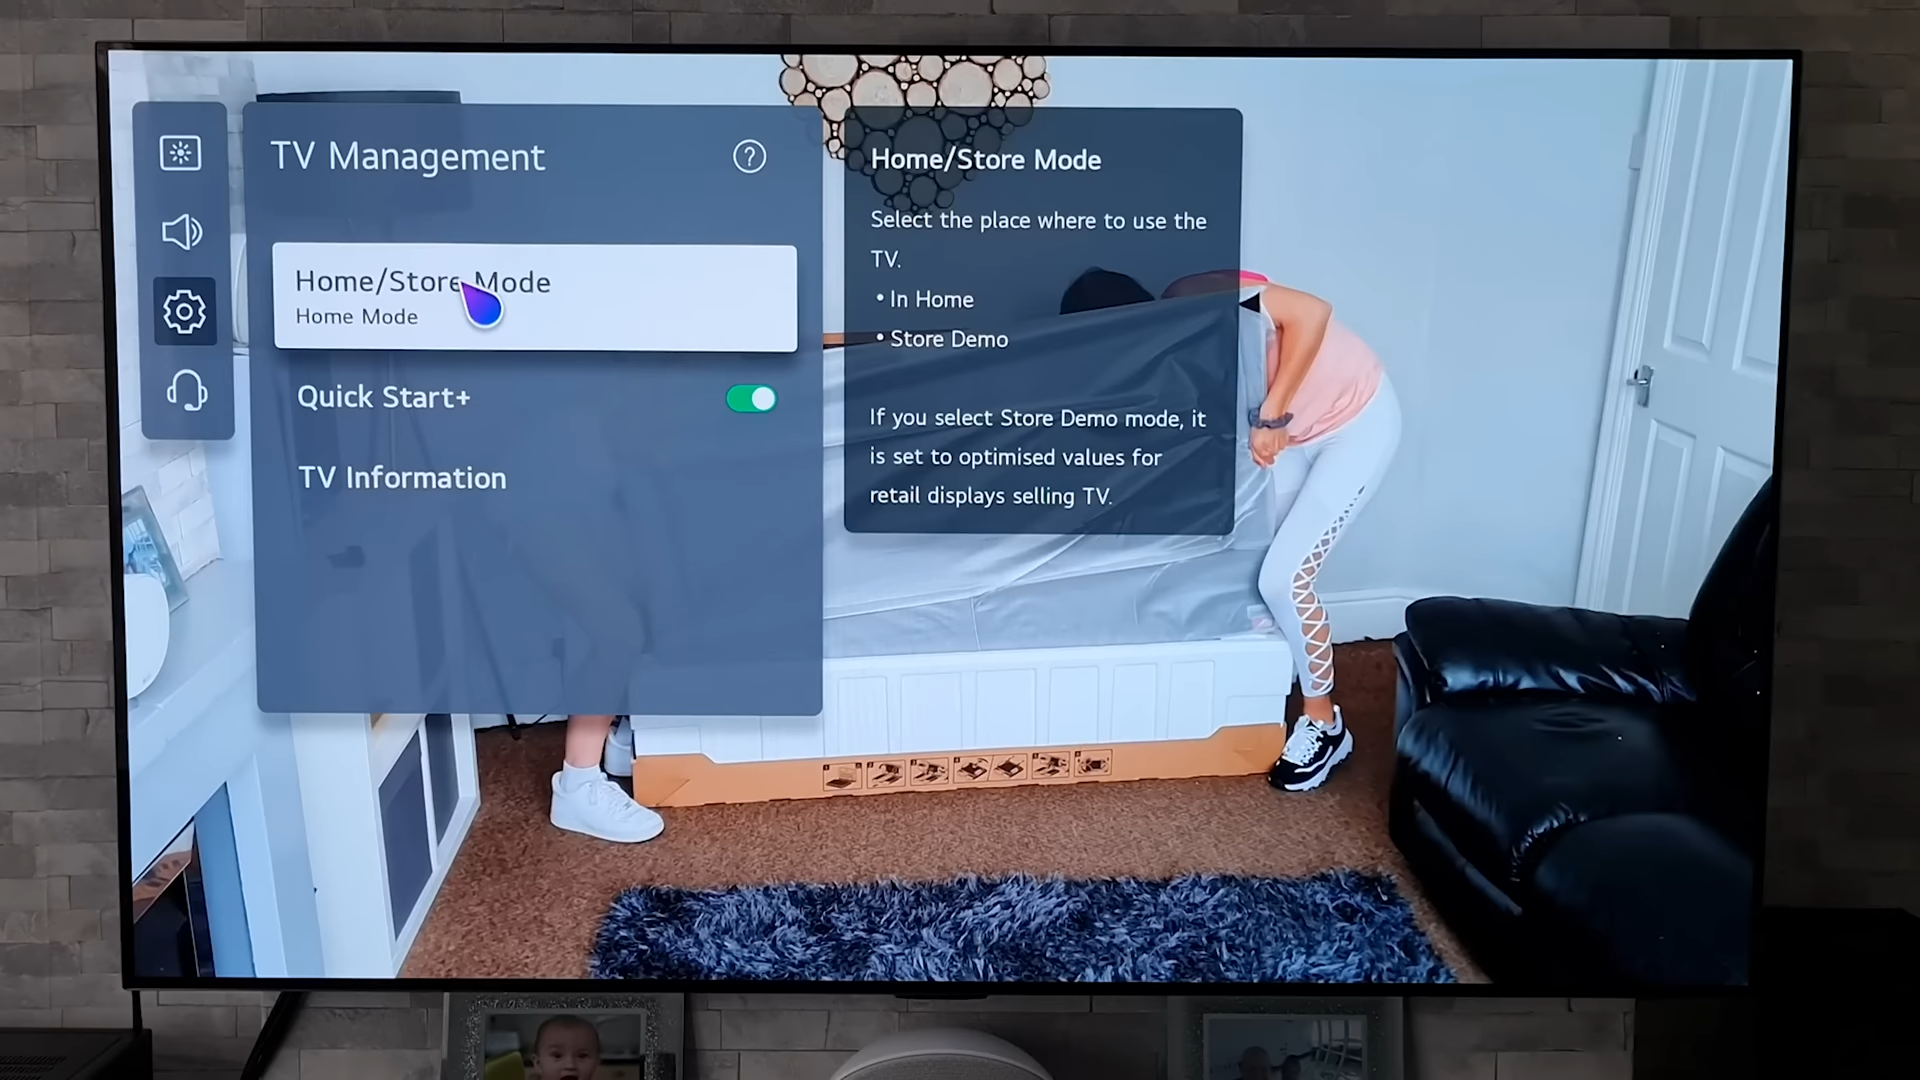 TV Management
?
Home/Store Mode
Home Mode
Quick Start+
TV Information
Home/Store Mode
Select the place where to use the
TV.
• In Home
• Store Demo
If you select Store Demo mode, it
is set to optimised values for
retail displays selling TV.